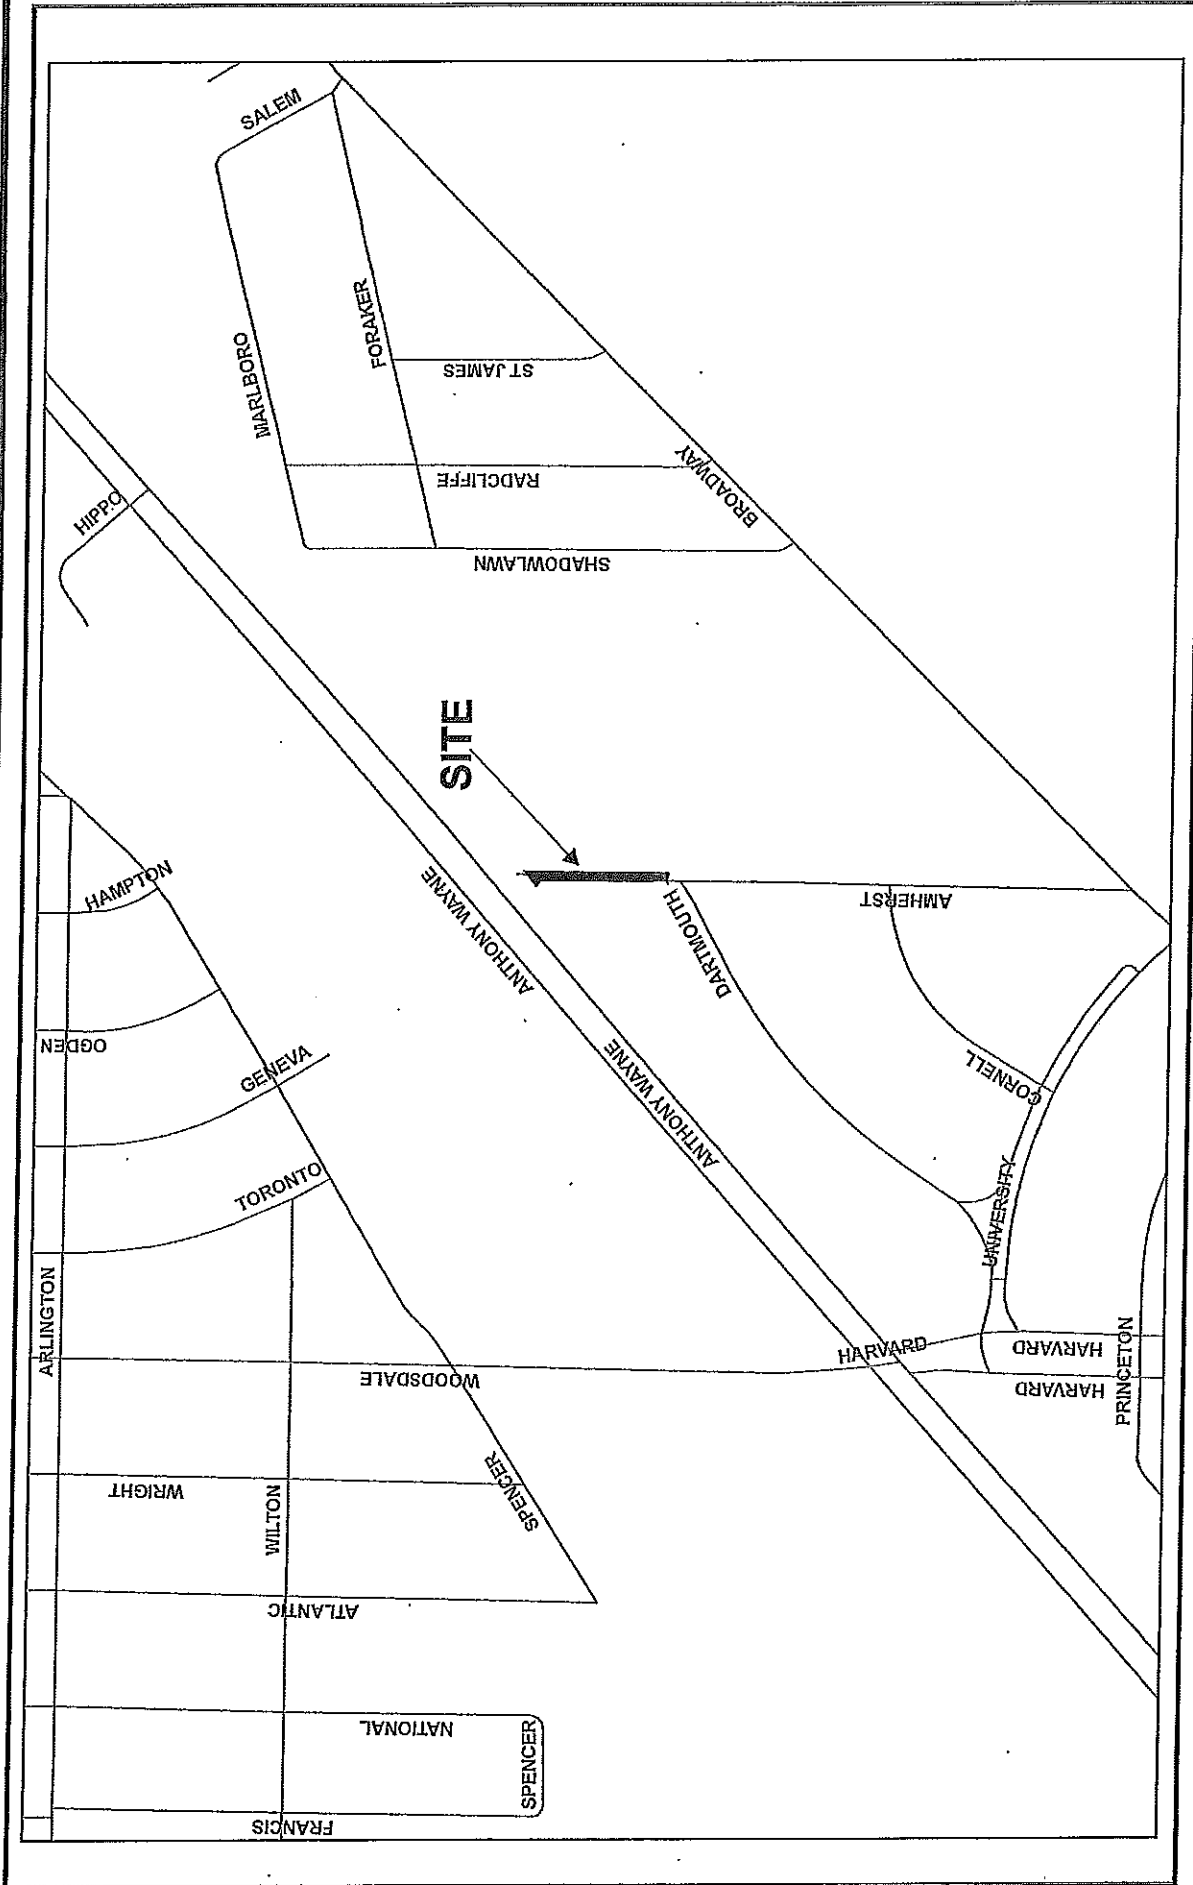 SALEM
MARLBORO
FORAKER
ST JAMES
RADCLIFFE
BROADWAY
SHADOWLAWN
HIPPO
SITE
HAMPTON
ANTHONY WAYNE
DARTMOUTH
AMHERST
OGDEN
GENEVA
ANTHONY WAYNE
CORNELL
TORONTO
UNIVERSITY
ARLINGTON
WOODSDALE
HARVARD
HARVARD
HARVARD
PRINCETON
WRIGHT
WILTON
SPENCER
ATLANTIC
NATIONAL
SPENCER
FRANCIS